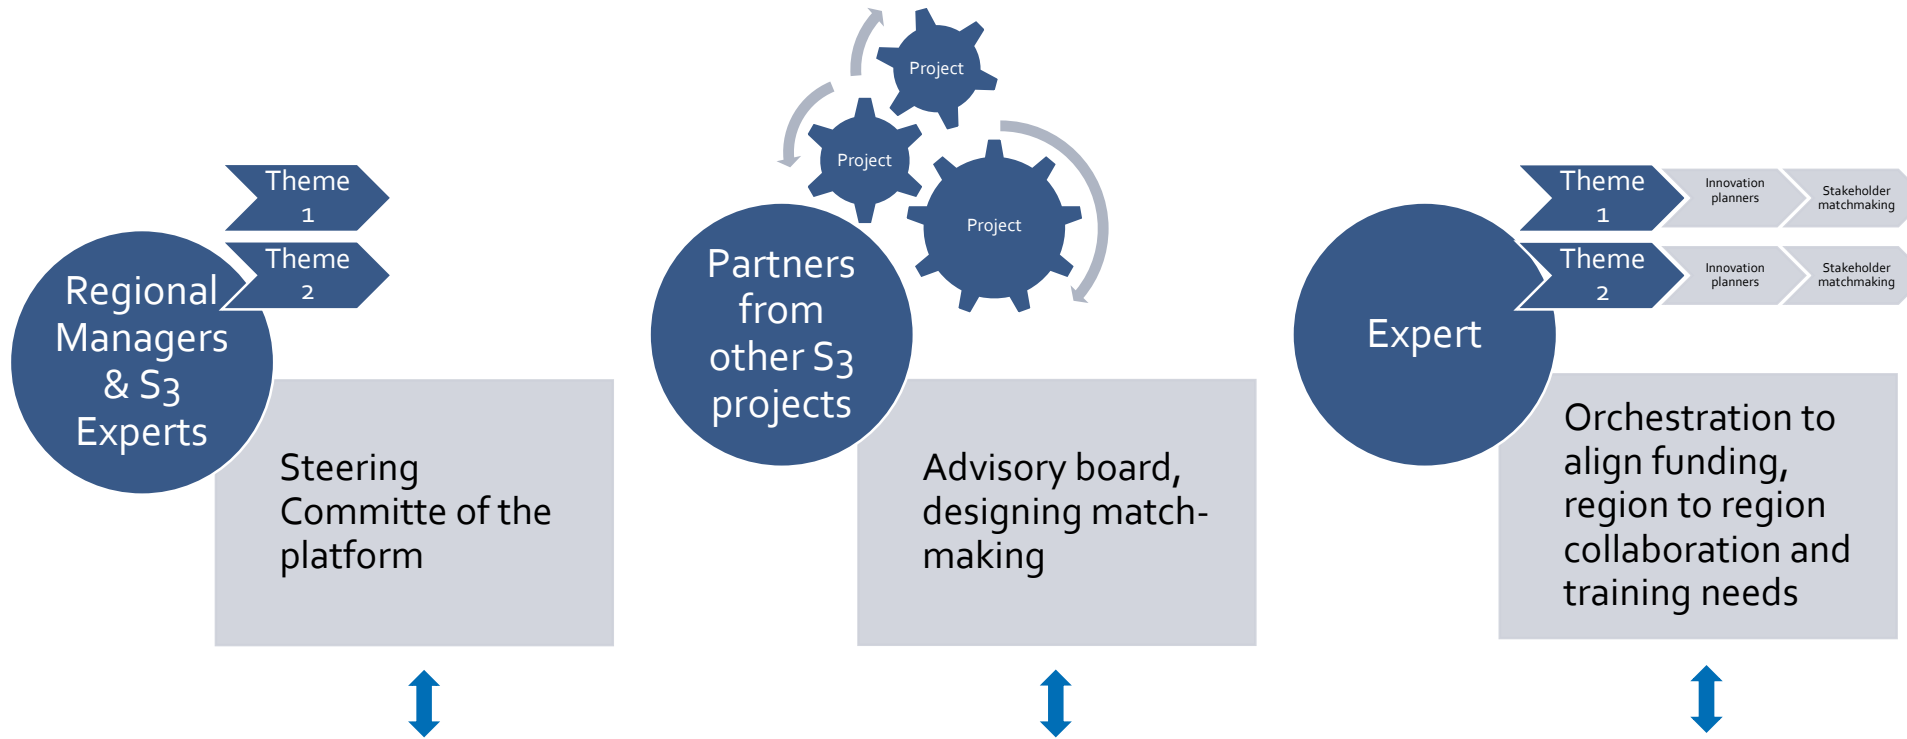 Theme
1
Theme
2
Regional
Managers
& S3
Experts
Steering
Committe of the
platform
Project
Project
Project
Partners
from
other S3
projects
Advisory board,
designing match-
making
Theme
1
Innovation
planners
Stakeholder
matchmaking
Theme
2
Innovation
planners
Stakeholder
matchmaking
Expert
Orchestration to
align funding,
region to region
collaboration and
training needs